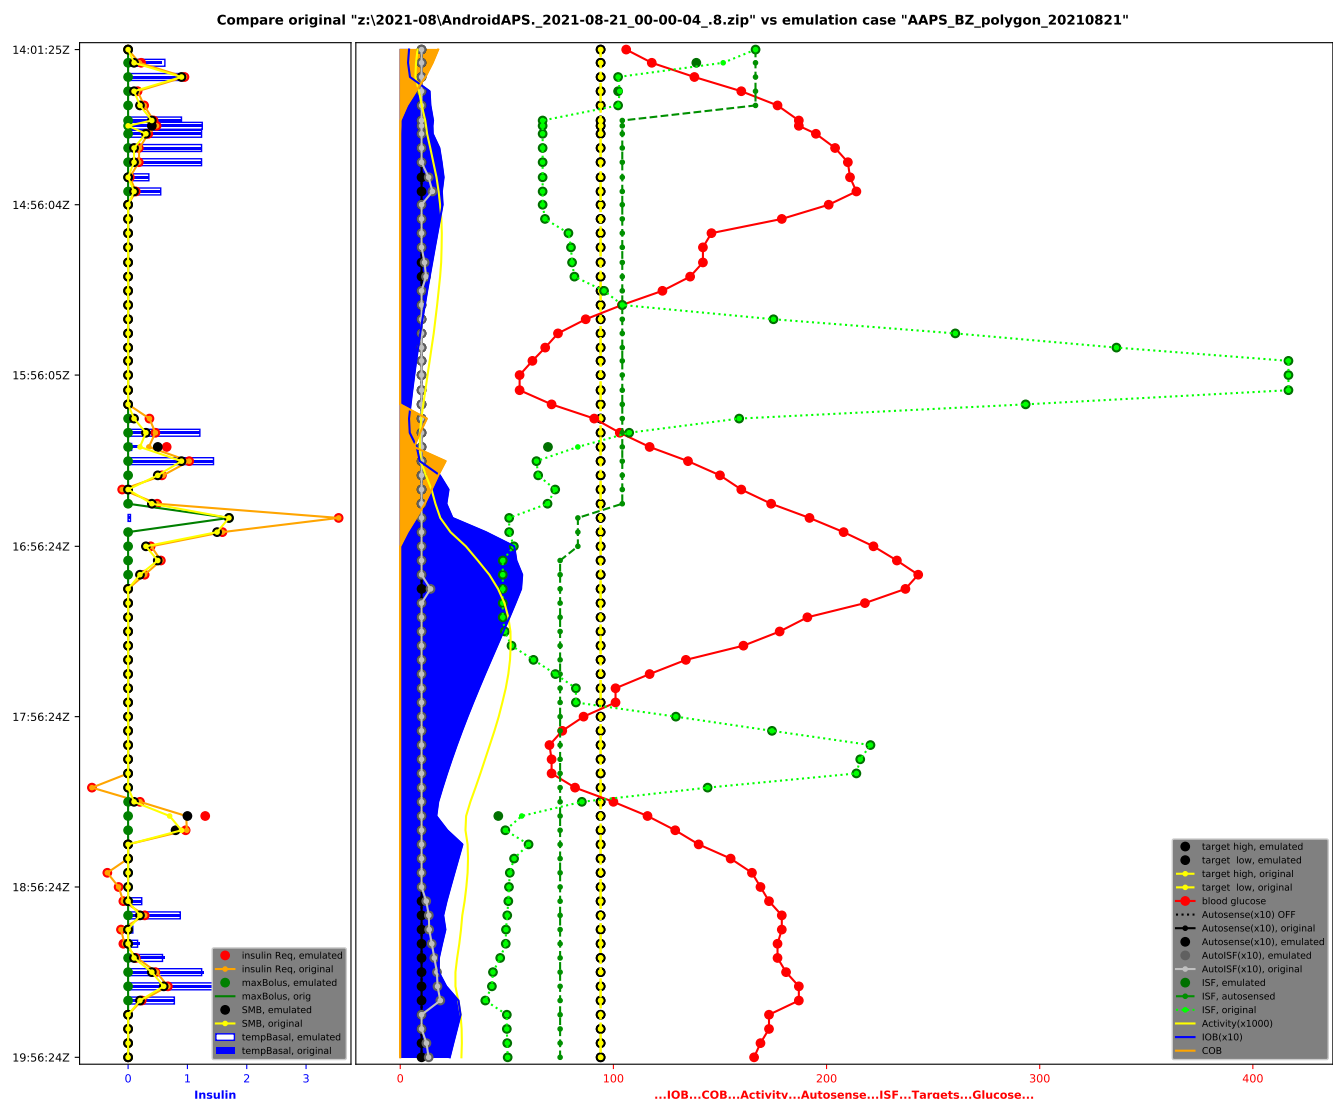 Compare original "z:\2021-08\AndroidAPS._2021-08-21_00-00-04_.8.zip" vs emulation case "AAPS_BZ_polygon_20210821"
14:01:25Z
14:56:04Z
15:56:05Z
16:56:24Z
17:56:24Z
18:56:24Z
19:56:24Z
insulin Req, emulated
insulin Req, original
maxBolus, emulated
maxBolus, orig
SMB, emulated
SMB, original
tempBasal, emulated
tempBasal, original
0 1 2 3
Insulin
target high, emulated
target  low, emulated
target high, original
target  low, original
blood glucose
Autosense(x10) OFF
Autosense(x10), original
Autosense(x10), emulated
AutoISF(x10), emulated
AutoISF(x10), original
ISF, emulated
ISF, autosensed
ISF, original
Activity(x1000)
IOB(x10)
COB
0 100 200 300 400
...IOB...COB...Activity...Autosense...ISF...Targets...Glucose...